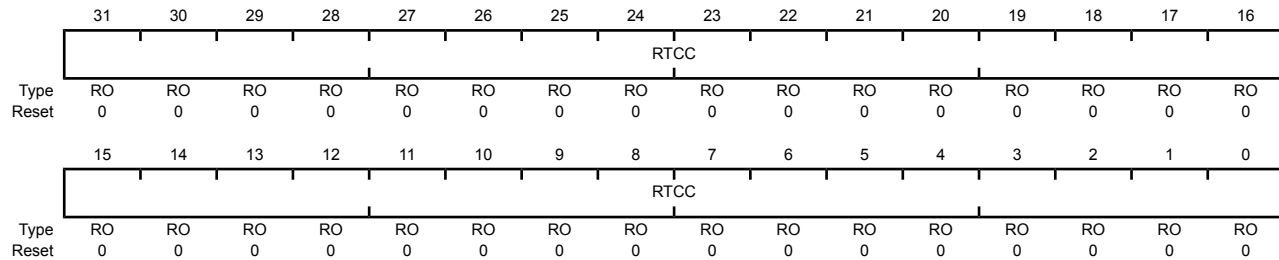 31 30 29 28 27 26 25 24 23 22 21 20 19 18 17 16
RTCC
Type RO RO RO RO RO RO RO RO RO RO RO RO RO RO RO RO
Reset 0 0 0 0 0 0 0 0 0 0 0 0 0 0 0 0
15 14 13 12 11 10 9 8 7 6 5 4 3 2 1 0
RTCC
Type RO RO RO RO RO RO RO RO RO RO RO RO RO RO RO RO
Reset 0 0 0 0 0 0 0 0 0 0 0 0 0 0 0 0